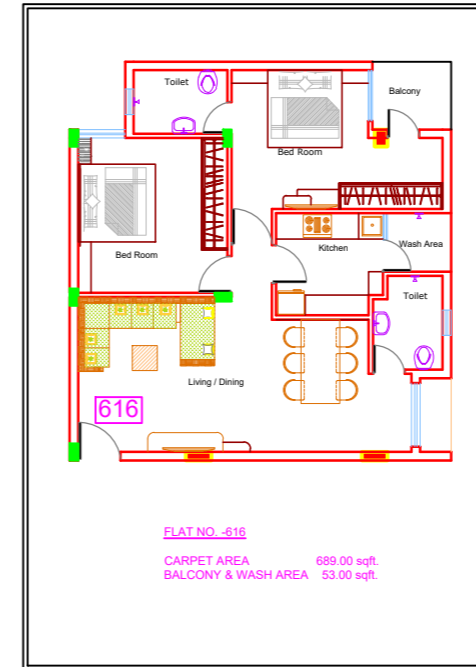 Toilet
Balcony
Bed Room
Bed Room
Kitchen
Wash Area
Toilet
Living / Dining
616
FLAT NO. -616
CARPET AREA 689.00 sqft.
BALCONY & WASH AREA 53.00 sqft.